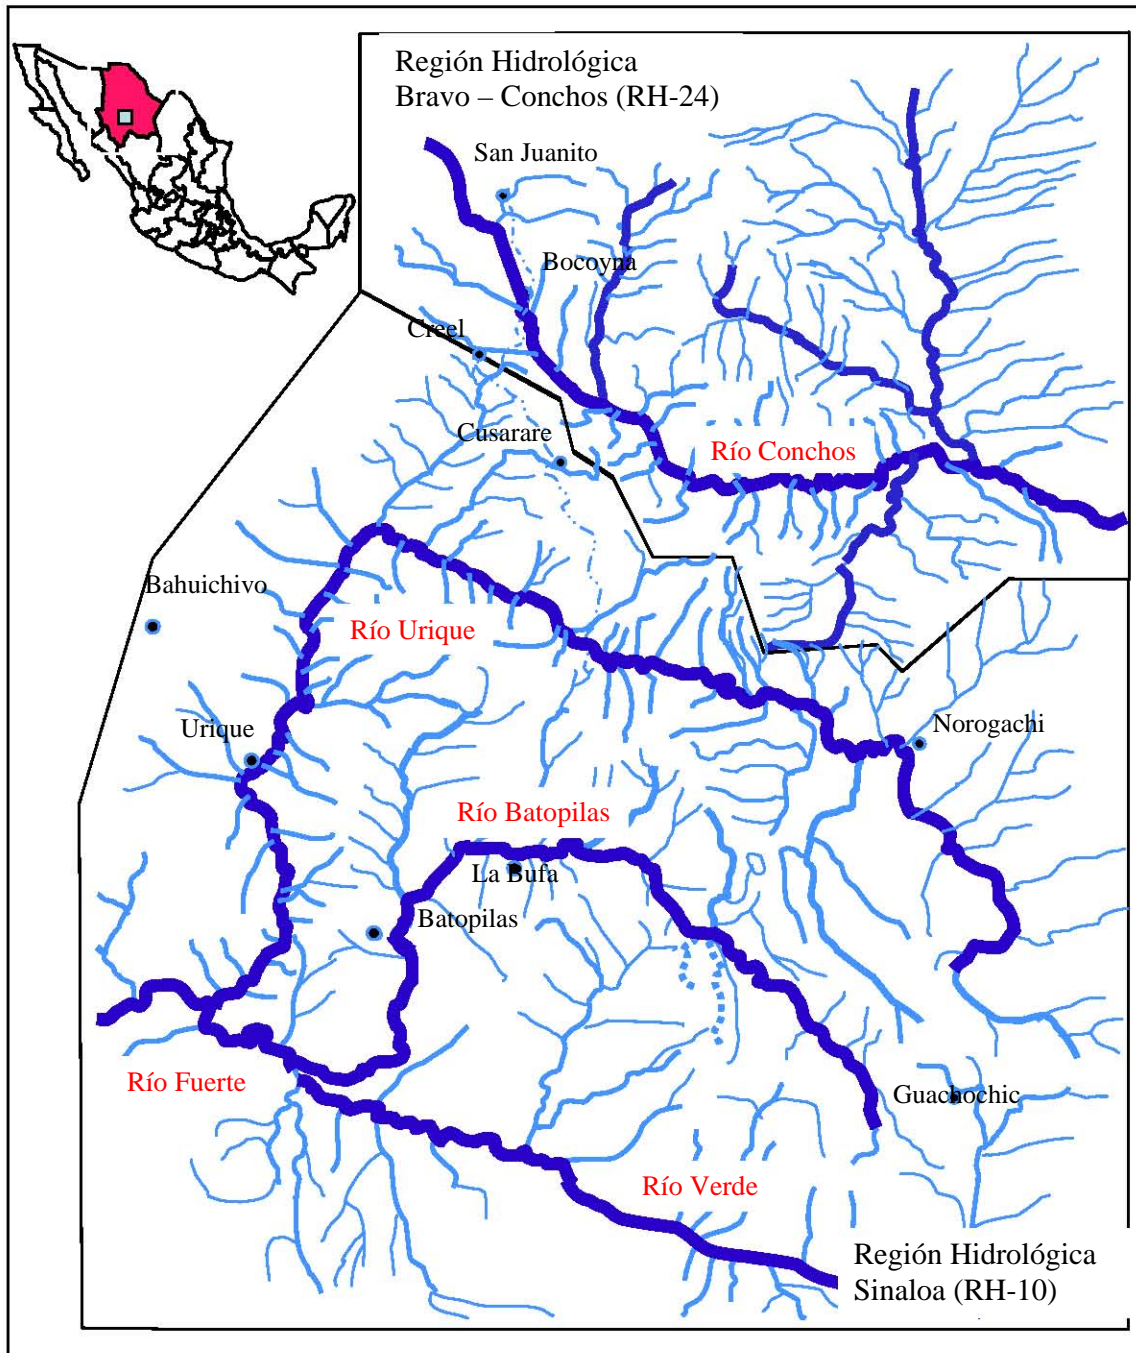 Región Hidrológica
Bravo – Conchos (RH-24)
San Juanito
Bocoyna
Creel
Cusarare
Río Conchos
Bahuichivo
Río Urique
Urique
Norogachi
Río Batopilas
La Bufa
Batopilas
Río Fuerte
Guachochic
Río Verde
Región Hidrológica
Sinaloa (RH-10)